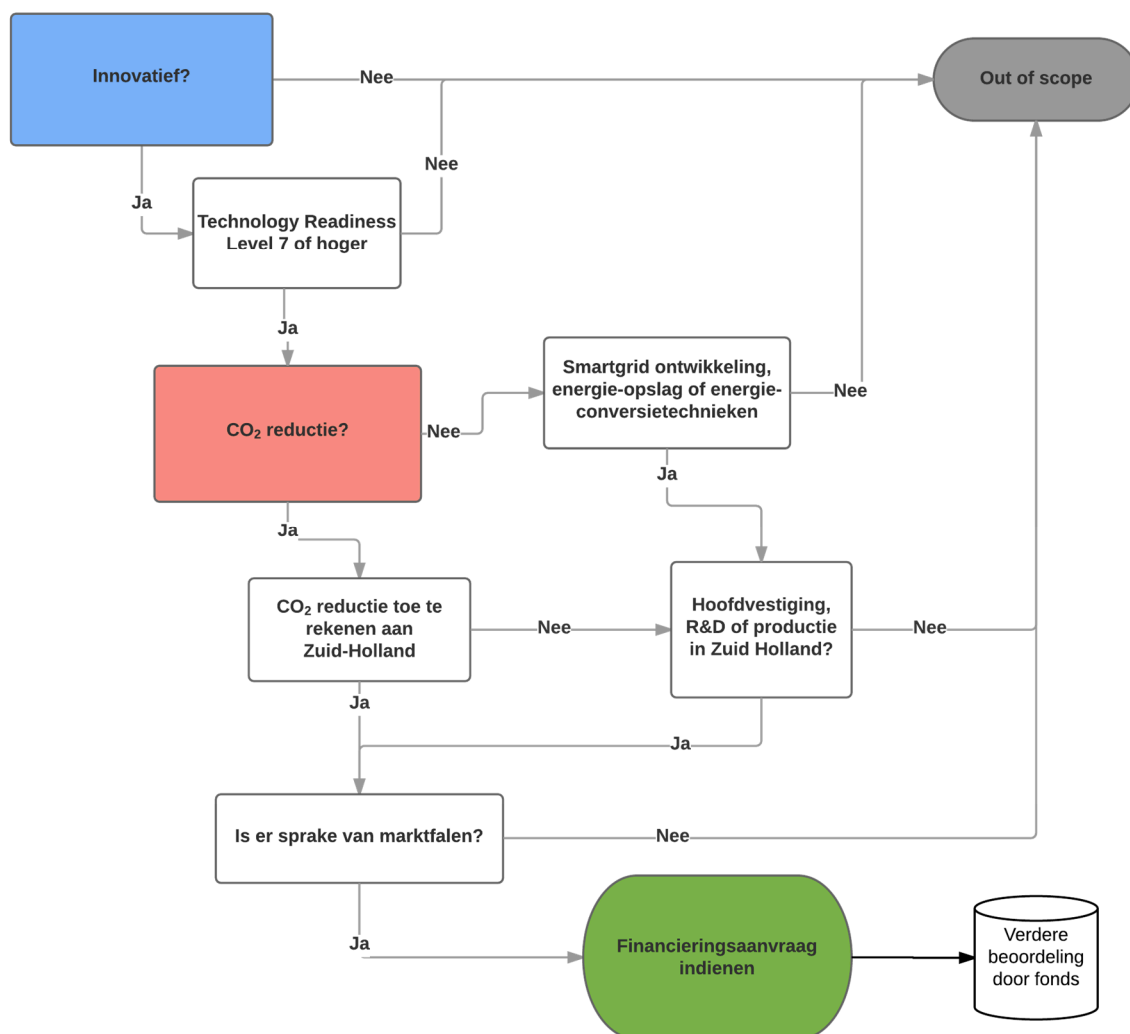 Innovatief?
Nee
Out of scope
Nee
Ja
Technology Readiness
Level 7 of hoger
Ja
Smartgrid ontwikkeling,
energie-opslag of energie-
conversietechnieken
Nee
CO₂ reductie?
Nee
Ja
Ja
CO₂ reductie toe te
rekenen aan
Zuid-Holland
Nee
Hoofdvestiging,
R&D of productie
in Zuid Holland?
Nee
Ja
Ja
Is er sprake van marktfalen?
Nee
Ja
Financieringsaanvraag
indienen
Verdere
beoordeling
door fonds